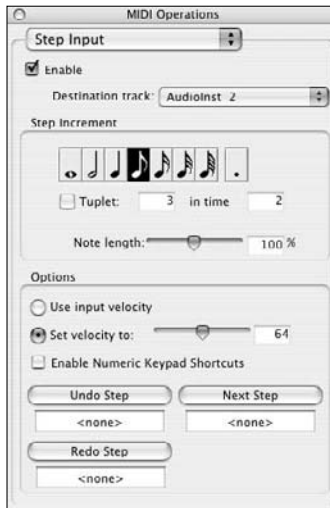 MIDI Operations
Step Input
Enable
Destination track: AudioInst 2
Step Increment
Tuplet: 3 in time 2
Note length: 100 %
Options
Use input velocity
Set velocity to: 64
Enable Numeric Keypad Shortcuts
Undo Step Next Step
<none> <none>
Redo Step
<none>